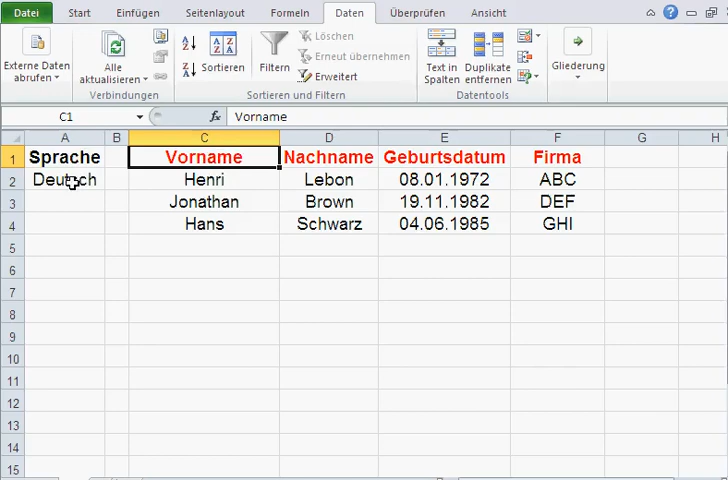 Datei Start Einfügen Seitenlayout Formeln Daten Überprüfen Ansicht
Externe Daten abrufen
Alle aktualisieren
Verbindungen
A Z
Z A
A Z Z A
Sortieren
Filtern
Löschen
Erneut übernehmen
Erweitert
Sortieren und Filtern
Text in Spalten
Duplikate entfernen
Datentools
Gliederung
C1 fx Vorname
A B C D E F G H
1 Sprache Vorname Nachname Geburtsdatum Firma
2 Deutsch Henri Lebon 08.01.1972 ABC
3 Jonathan Brown 19.11.1982 DEF
4 Hans Schwarz 04.06.1985 GHI
5
6
7
8
9
10
11
12
13
14
15